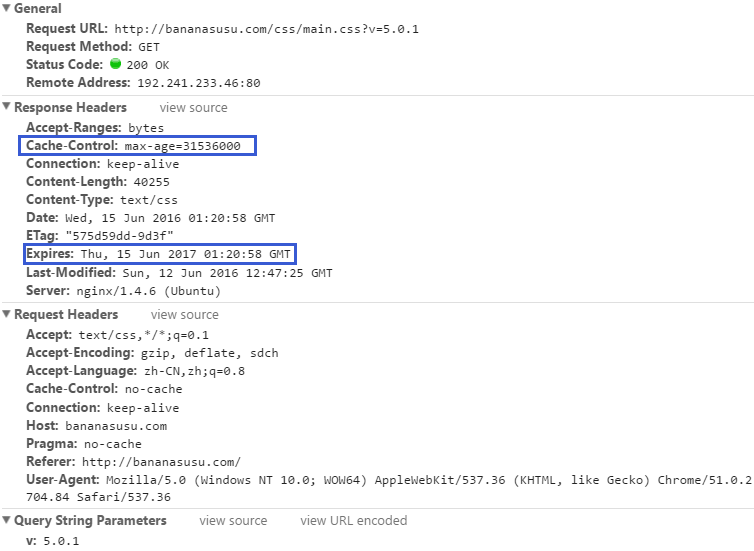 General
Request URL: http://bananasusu.com/css/main.css?v=5.0.1
Request Method: GET
Status Code: 200 OK
Remote Address: 192.241.233.46:80
Response Headers view source
Accept-Ranges: bytes
Cache-Control: max-age=31536000
Connection: keep-alive
Content-Length: 40255
Content-Type: text/css
Date: Wed, 15 Jun 2016 01:20:58 GMT
ETag: "575d59dd-9d3f"
Expires: Thu, 15 Jun 2017 01:20:58 GMT
Last-Modified: Sun, 12 Jun 2016 12:47:25 GMT
Server: nginx/1.4.6 (Ubuntu)
Request Headers view source
Accept: text/css,*/*;q=0.1
Accept-Encoding: gzip, deflate, sdch
Accept-Language: zh-CN,zh;q=0.8
Cache-Control: no-cache
Connection: keep-alive
Host: bananasusu.com
Pragma: no-cache
Referer: http://bananasusu.com/
User-Agent: Mozilla/5.0 (Windows NT 10.0; WOW64) AppleWebKit/537.36 (KHTML, like Gecko) Chrome/51.0.2
704.84 Safari/537.36
Query String Parameters view source view URL encoded
v: 5.0.1